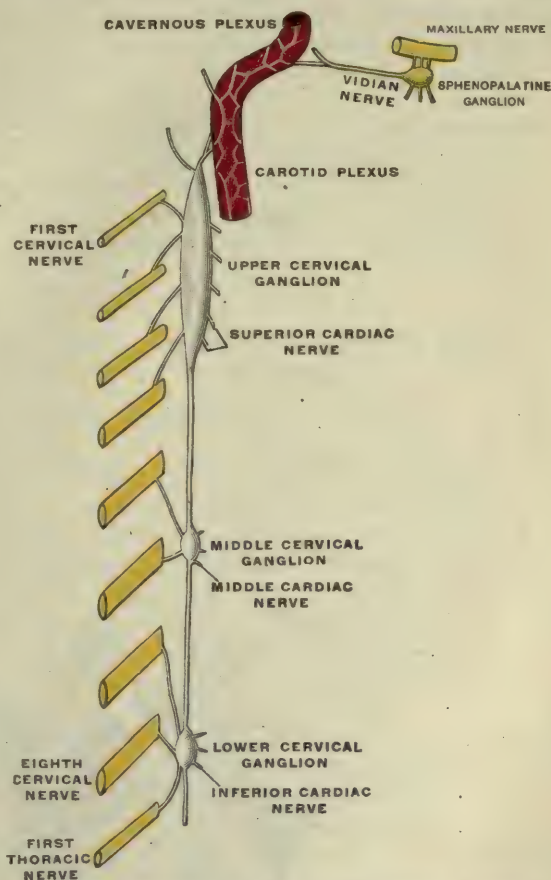 CAVERNOUS PLEXUS
MAXILLARY NERVE
VIDIAN
NERVE
SPHENOPALATINE
GANGLION
CAROTID PLEXUS
FIRST
CERVICAL
NERVE
UPPER CERVICAL
GANGLION
SUPERIOR CARDIAC
NERVE
MIDDLE CERVICAL
GANGLION
MIDDLE CARDIAC
NERVE
LOWER CERVICAL
GANGLION
EIGHTH
CERVICAL
NERVE
INFERIOR CARDIAC
NERVE
FIRST
THORACIC
NERVE